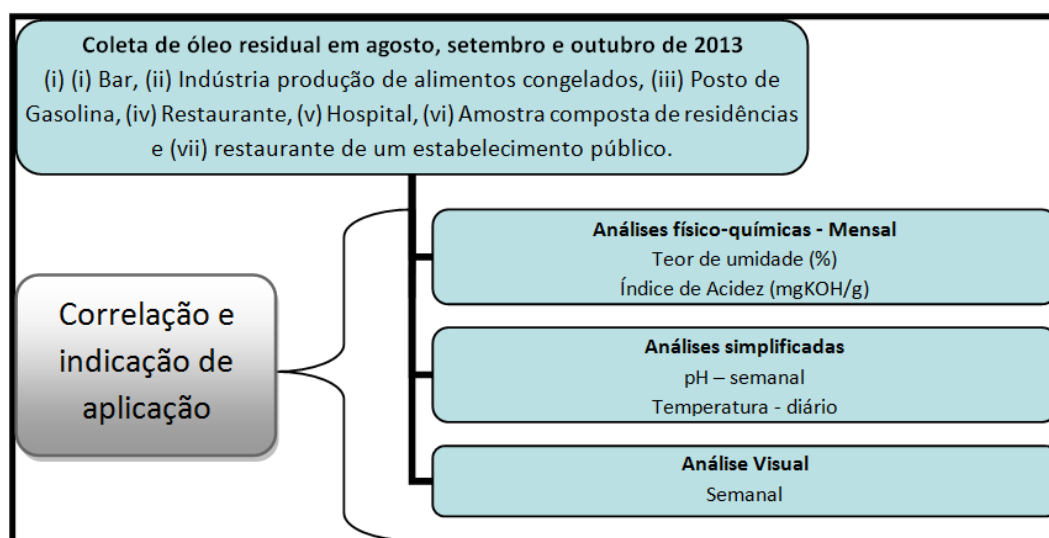 Coleta de óleo residual em agosto, setembro e outubro de 2013
(i) (i) Bar, (ii) Indústria produção de alimentos congelados, (iii) Posto de
Gasolina, (iv) Restaurante, (v) Hospital, (vi) Amostra composta de residências
e (vii) restaurante de um estabelecimento público.
Análises físico-químicas - Mensal
Teor de umidade (%)
Índice de Acidez (mgKOH/g)
Correlação e
indicação de
aplicação
Análises simplificadas
pH – semanal
Temperatura - diário
Análise Visual
Semanal